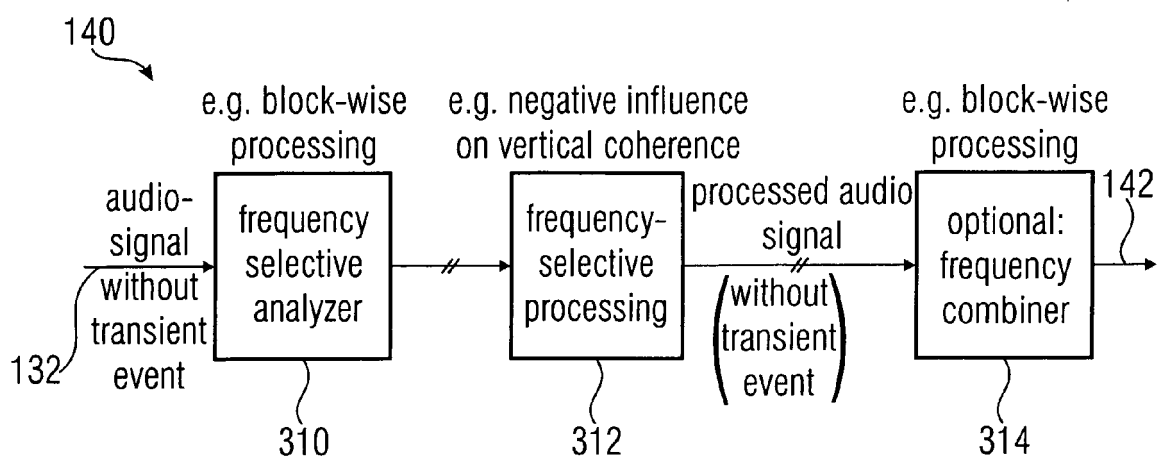 140
e.g. block-wise
processing
e.g. negative influence
on vertical coherence
e.g. block-wise
processing
audio-
signal
without
transient
event
132
frequency
selective
analyzer
310
frequency-
selective
processing
312
processed audio
signal
(without
transient
event)
optional:
frequency
combiner
314
142